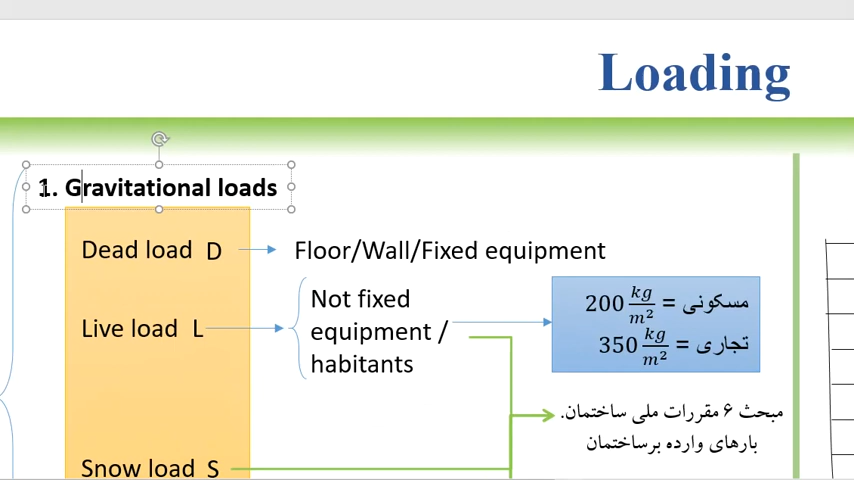 Loading
1. Gravitational loads
Dead load D
Floor/Wall/Fixed equipment
Live load L
Not fixed
equipment /
habitants
مسکونی = 200 kg/m²
تجاری = 350 kg/m²
مبحث ۶ مقررات ملی ساختمان.
بارهای وارده برساختمان
Snow load S